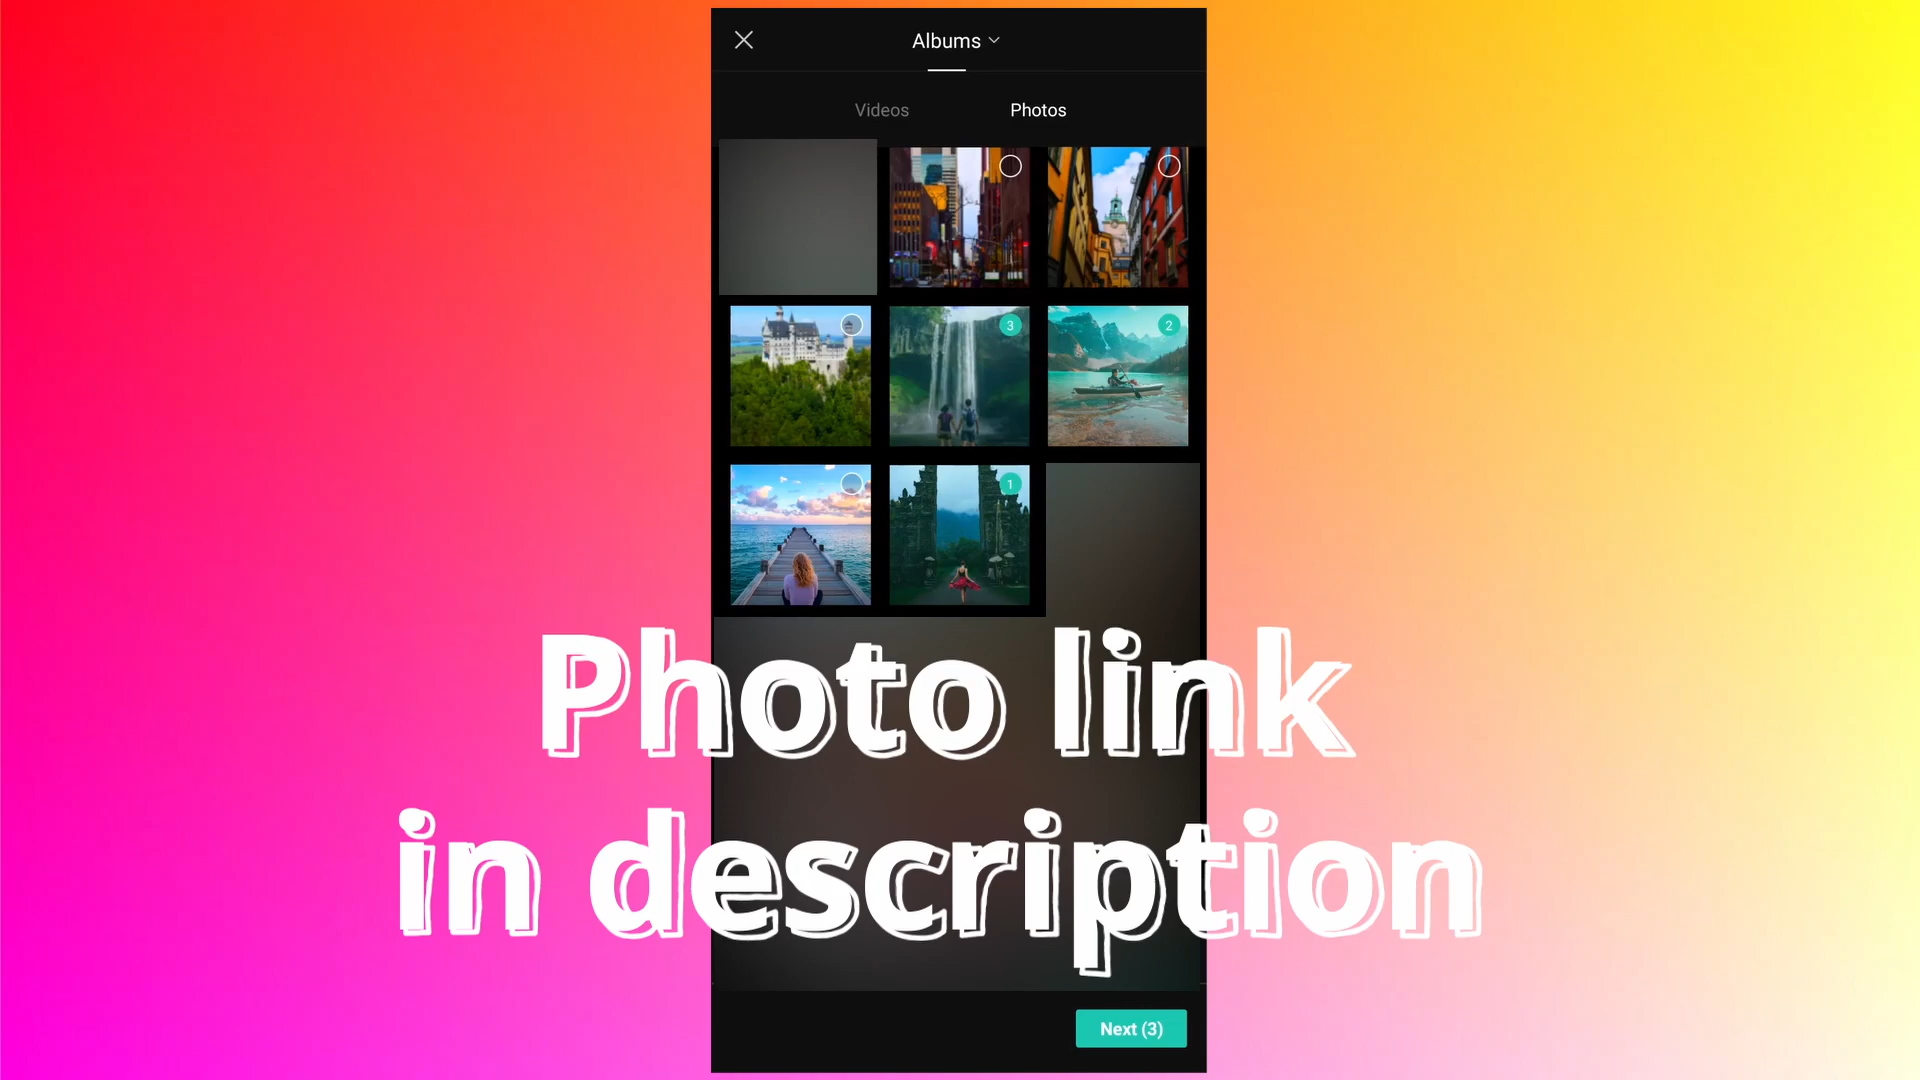 Albums
Videos Photos
3 2
1
Photo link
in description
Next (3)